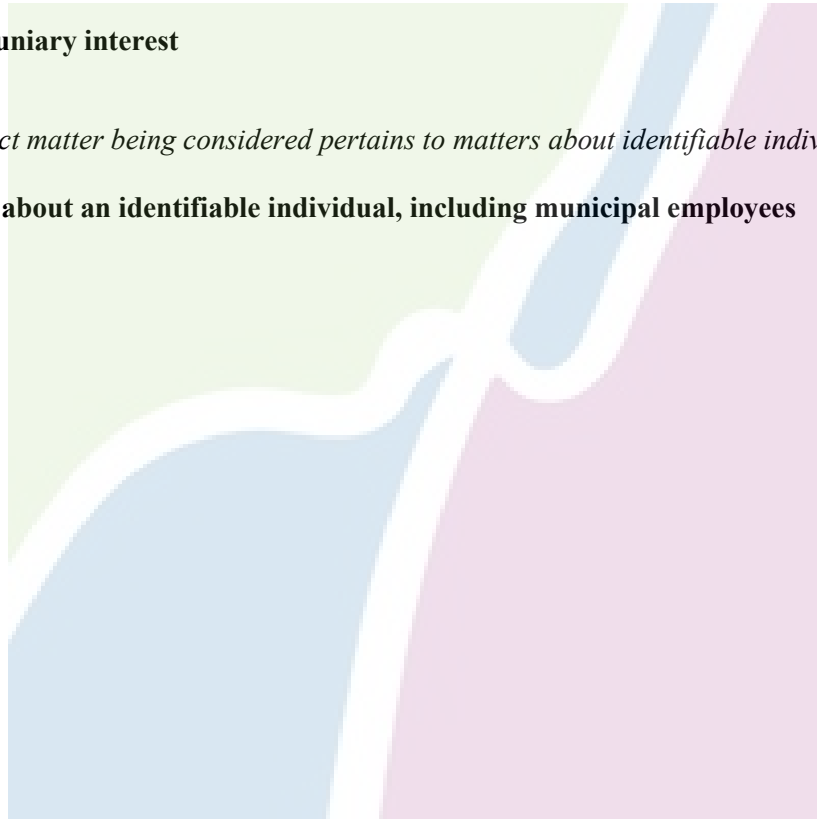 uniary interest
ct matter being considered pertains to matters about identifiable indiv
about an identifiable individual, including municipal employees